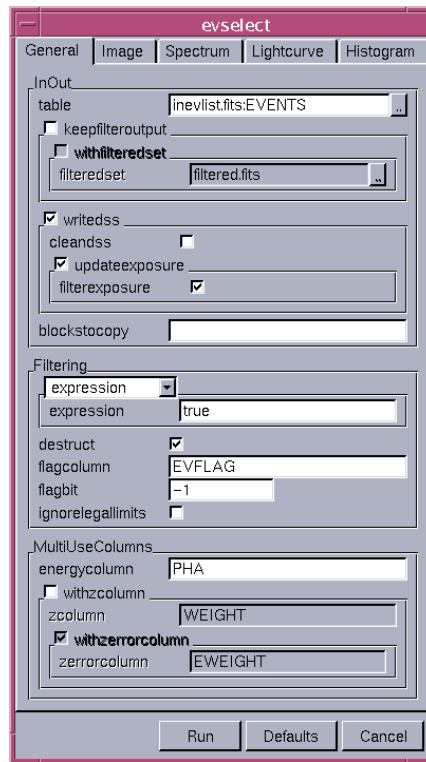 evselect
General Image Spectrum Lightcurve Histogram
InOut
table inevlist.fits:EVENTS ..
keepfilteroutput
withfilteredset
filteredset filtered.fits ..
writedss
cleandss
updateexposure
filterexposure
blockstocopy
Filtering
expression
expression true
destruct
flagcolumn EVFLAG
flagbit -1
ignorelegallimits
MultiUseColumns
energycolumn PHA
withzcolumn
zcolumn WEIGHT
withzerrorcolumn
zerrorcolumn EWEIGHT
Run Defaults Cancel